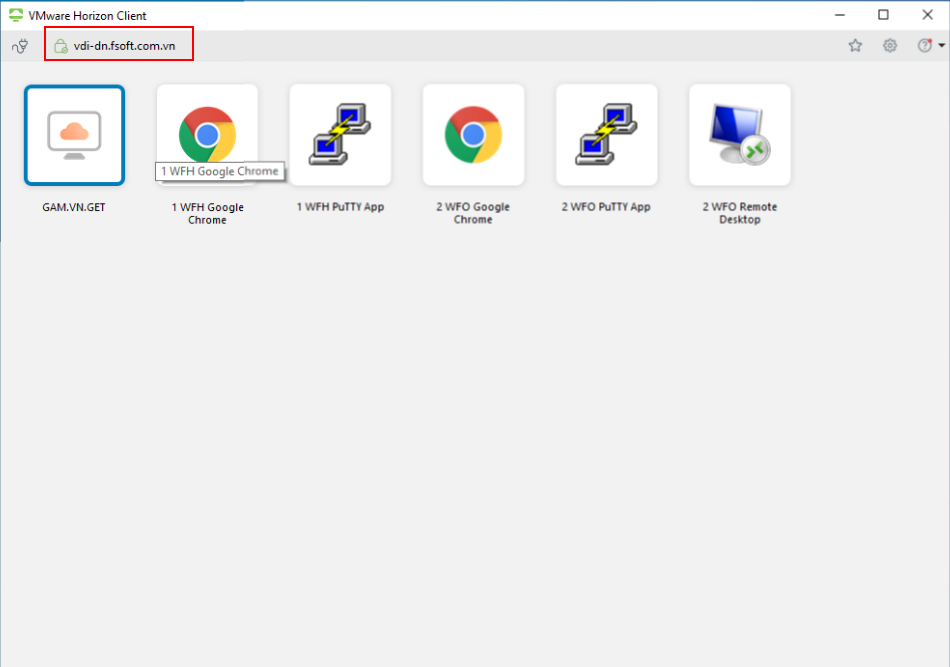 VMware Horizon Client
vdi-dn.fsoft.com.vn
1 WFH Google Chrome
GAM.VN.GET
1 WFH Google
Chrome
1 WFH PuTTY App
2 WFO Google
Chrome
2 WFO PuTTY App
2 WFO Remote
Desktop